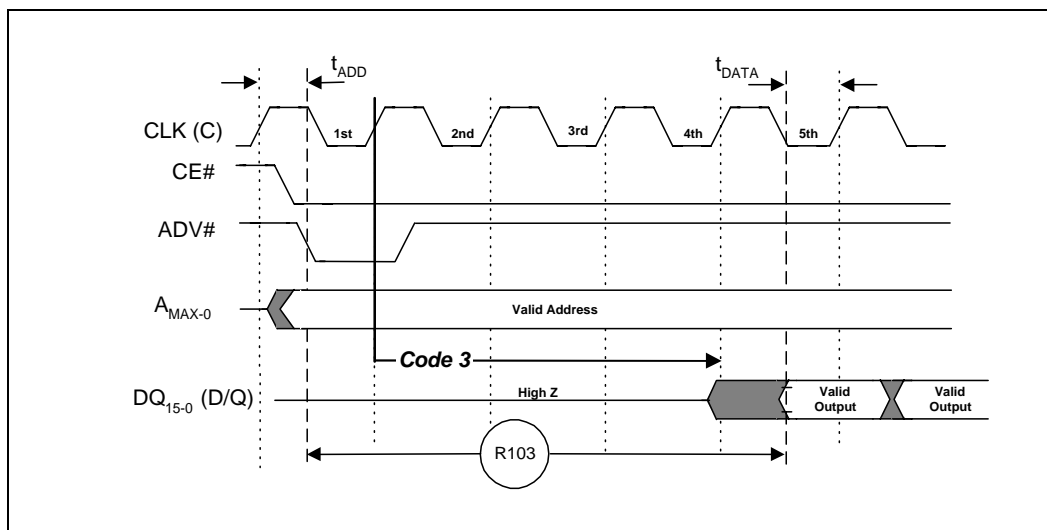 tADD
tDATA
CLK (C)
1st
2nd
3rd
4th
5th
CE#
ADV#
AMAX-0
Valid Address
Code 3
DQ15-0 (D/Q)
High Z
Valid
Output
Valid
Output
R103